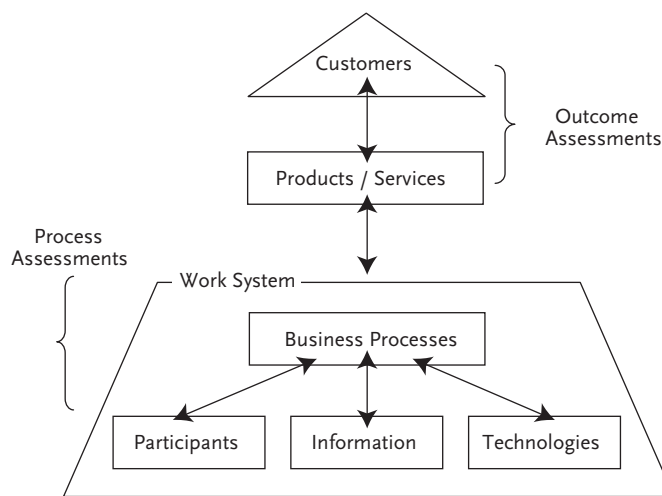 Customers
Outcome
Assessments
Products / Services
Process
Assessments
Work System
Business Processes
Participants
Information
Technologies